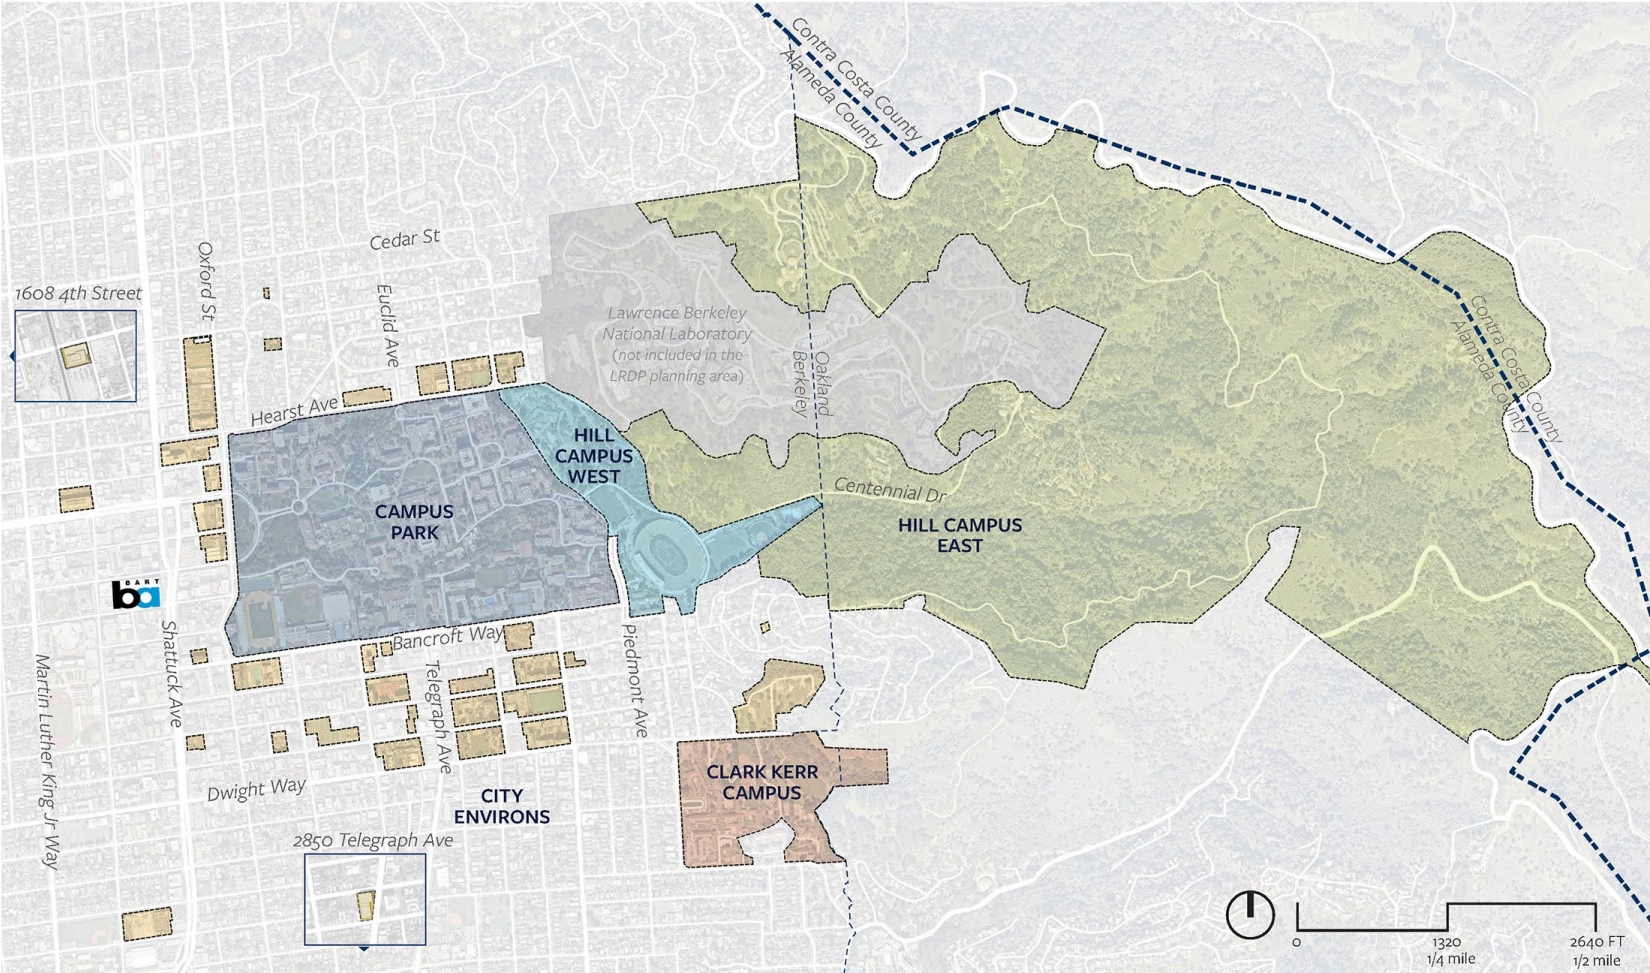 Contra Costa County
Alameda County
Cedar St
Oxford St
1608 4th Street
Euclid Ave
Contra Costa County
Alameda County
Lawrence Berkeley
National Laboratory
(not included in the
LRDP planning area)
Oakland
Berkeley
Hearst Ave
HILL
CAMPUS
WEST
Centennial Dr
CAMPUS
PARK
HILL CAMPUS
EAST
BART
ba
Bancroft Way
Shattuck Ave
Piedmont Ave
Martin Luther King Jr Way
Telegraph Ave
CLARK KERR
CAMPUS
Dwight Way
CITY
ENVIRONS
2850 Telegraph Ave
0
1320
2640 FT
1/4 mile
1/2 mile